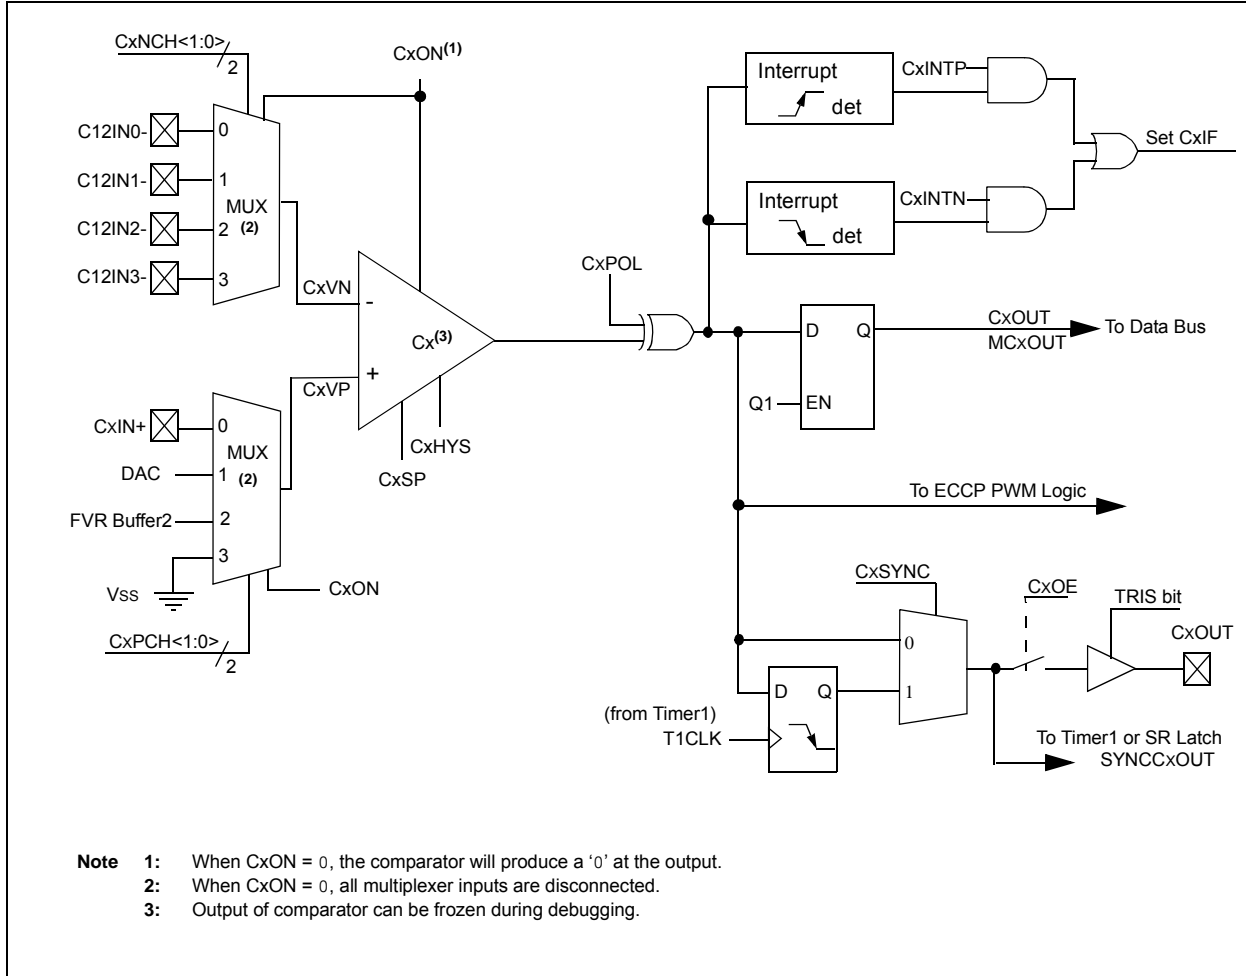 CxNCH<1:0>
2
CxON(1)
Interrupt
det
CxINTP
C12IN0-
0
C12IN1-
1
MUX
(2)
C12IN2-
2
C12IN3-
3
Set CxIF
Interrupt
det
CxINTN
CxPOL
CxVN
-
Cx(3)
+
CxVP
D
Q
EN
Q1
CxOUT
MCxOUT
To Data Bus
CxIN+
0
MUX
(2)
DAC
1
FVR Buffer2
2
3
VSS
CxON
CxHYS
CxSP
CxPCH<1:0>
2
To ECCP PWM Logic
CxSYNC
CxOE
TRIS bit
CxOUT
0
1
D
Q
(from Timer1)
T1CLK
To Timer1 or SR Latch
SYNCCxOUT
Note 1: When CxON = 0, the comparator will produce a ‘0’ at the output.
2: When CxON = 0, all multiplexer inputs are disconnected.
3: Output of comparator can be frozen during debugging.